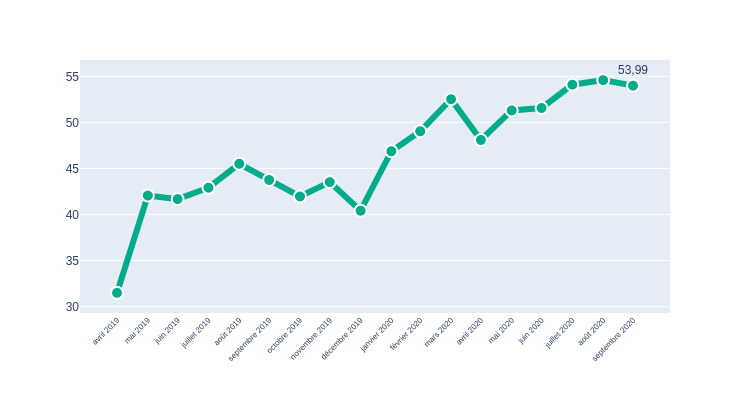 53,99
55
50
45
40
35
30
avril 2019
mai 2019
juin 2019
juillet 2019
août 2019
septembre 2019
octobre 2019
novembre 2019
décembre 2019
janvier 2020
février 2020
mars 2020
avril 2020
mai 2020
juin 2020
juillet 2020
août 2020
septembre 2020